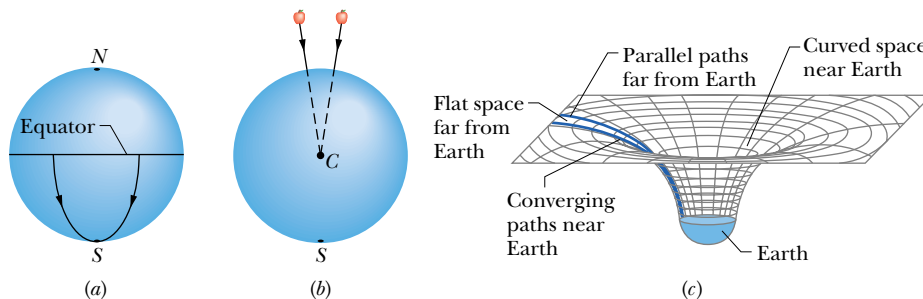 N
Equator
S
(a)
C
S
(b)
Parallel paths
far from Earth
Curved space
near Earth
Flat space
far from
Earth
Converging
paths near
Earth
Earth
(c)